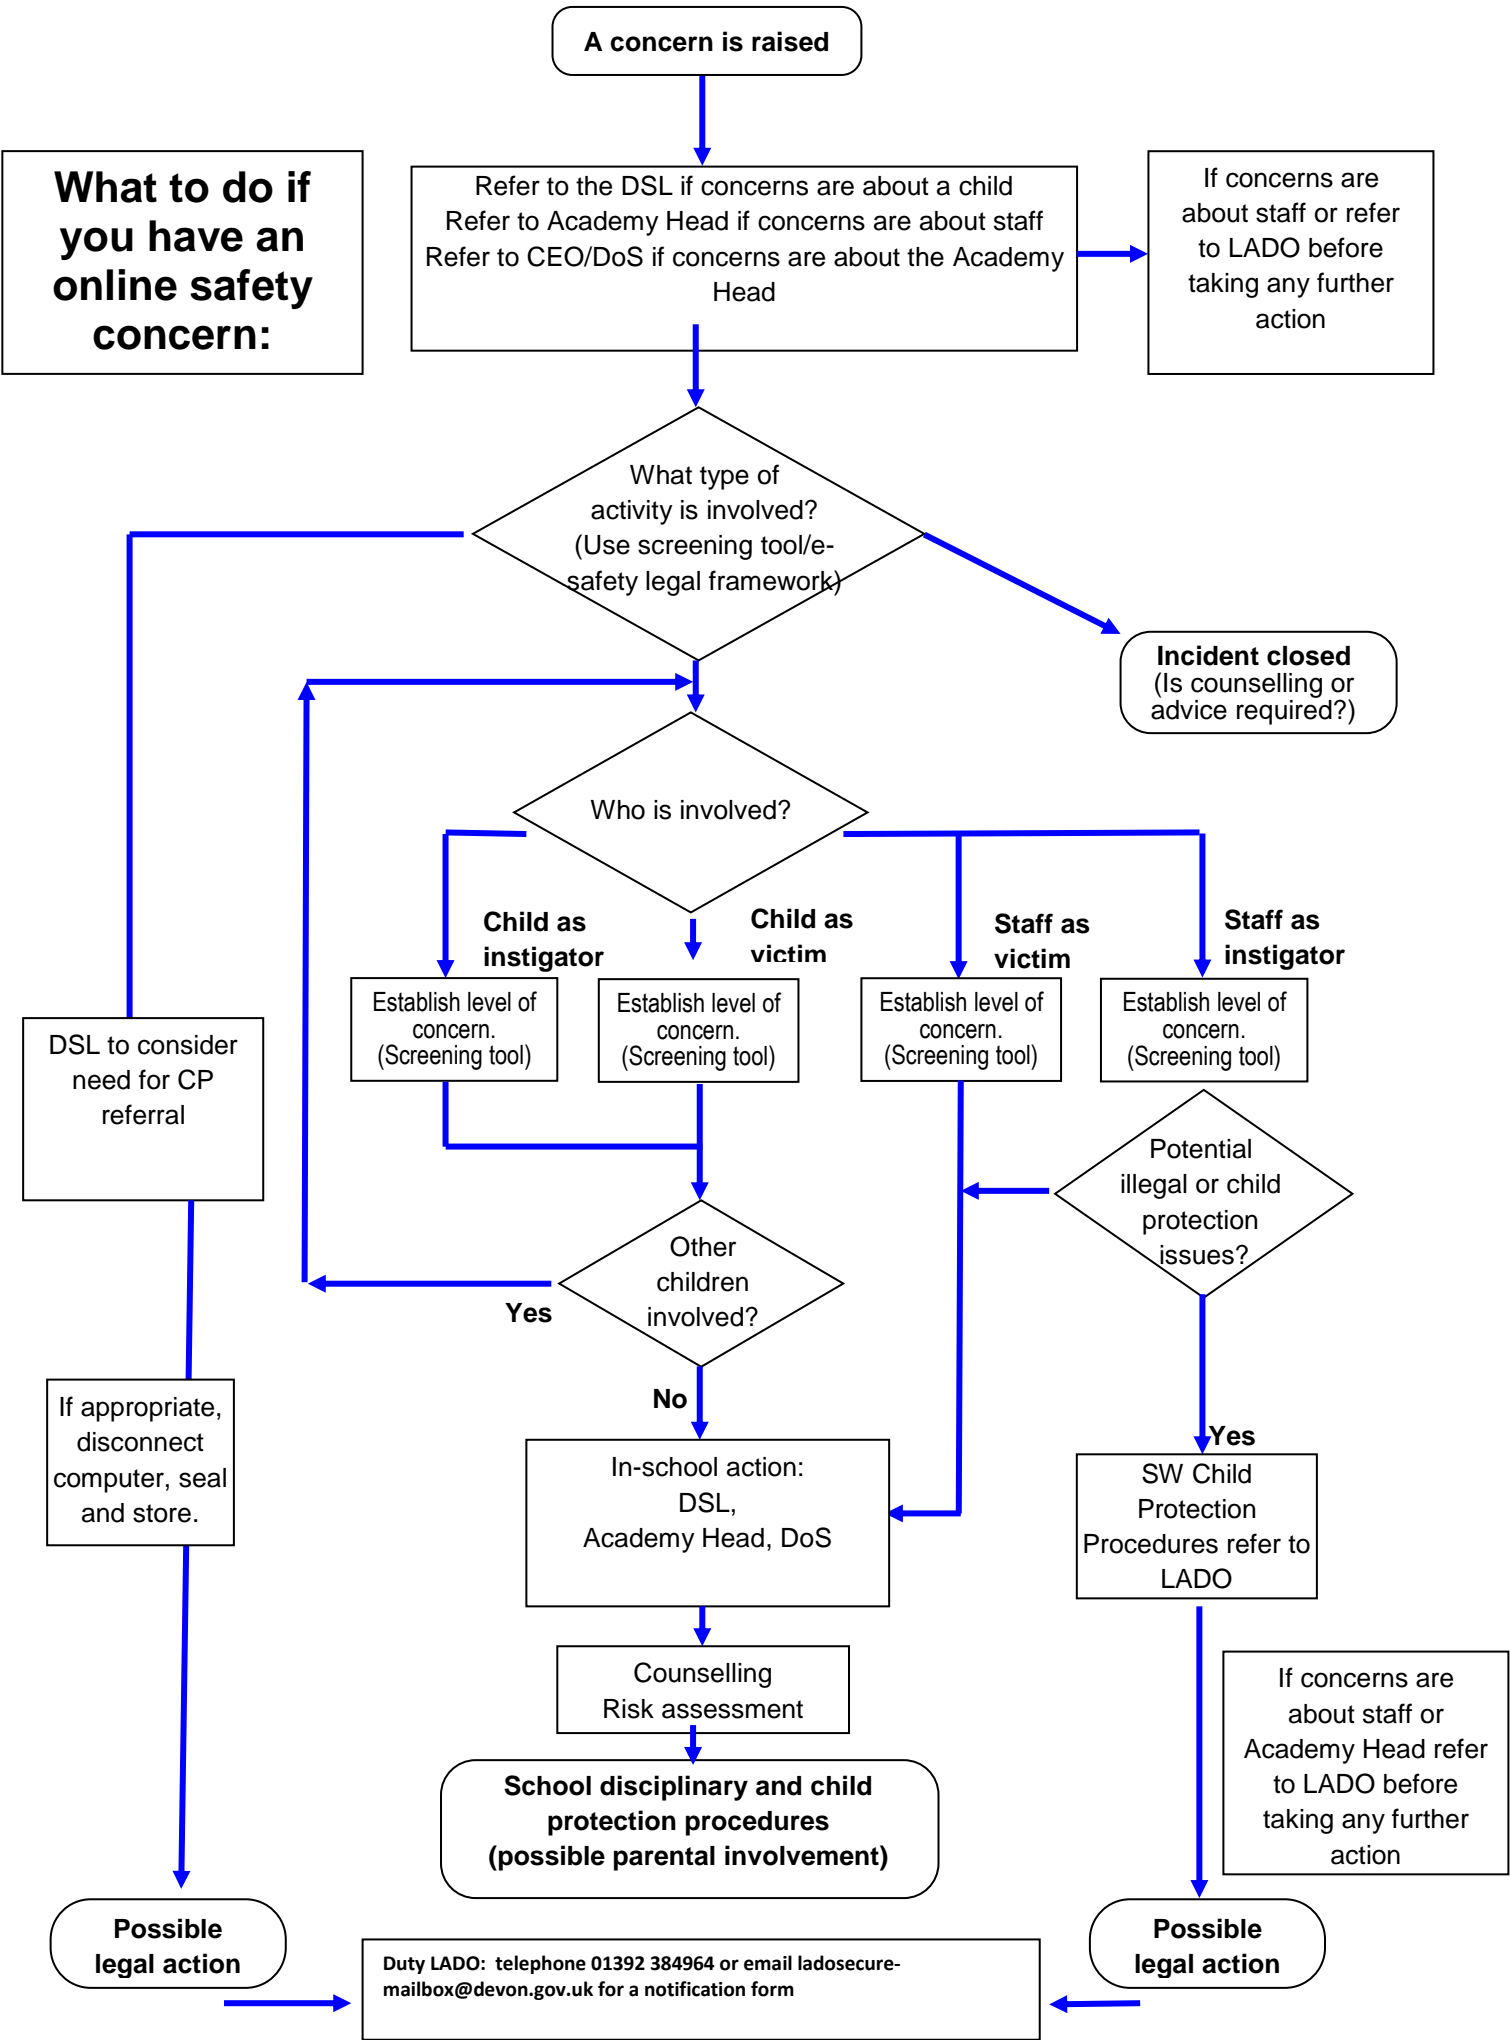 A concern is raised
What to do if
you have an
online safety
concern:
Refer to the DSL if concerns are about a child
Refer to Academy Head if concerns are about staff
Refer to CEO/DoS if concerns are about the Academy
Head
If concerns are
about staff or refer
to LADO before
taking any further
action
What type of
activity is involved?
(Use screening tool/e-
safety legal framework)
Incident closed
(Is counselling or
advice required?)
Who is involved?
Child as
instigator
Child as
victim
Staff as
victim
Staff as
instigator
Establish level of
concern.
(Screening tool)
Establish level of
concern.
(Screening tool)
Establish level of
concern.
(Screening tool)
Establish level of
concern.
(Screening tool)
DSL to consider
need for CP
referral
Potential
illegal or child
protection
issues?
Other
children
involved?
Yes
No
If appropriate,
disconnect
computer, seal
and store.
In-school action:
DSL,
Academy Head, DoS
Yes
SW Child
Protection
Procedures refer to
LADO
Counselling
Risk assessment
If concerns are
about staff or
Academy Head refer
to LADO before
taking any further
action
School disciplinary and child
protection procedures
(possible parental involvement)
Possible
legal action
Possible
legal action
Duty LADO:  telephone 01392 384964 or email ladosecure-
mailbox@devon.gov.uk for a notification form